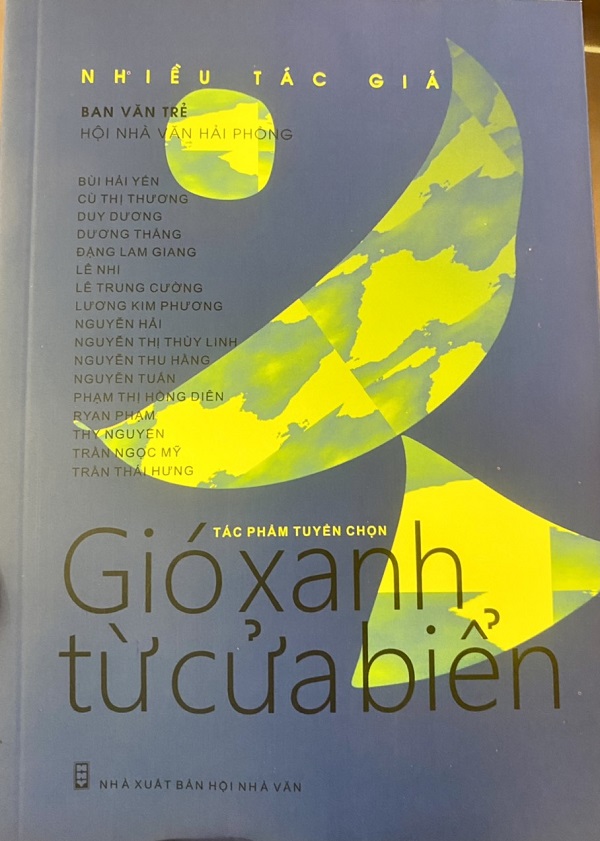 NHIỀU TÁC GIẢ
BAN VĂN TRẺ
HỘI NHÀ VĂN HẢI PHÒNG
BÙI HẢI YẾN
CÙ THỊ THƯƠNG
DUY DƯƠNG
DƯƠNG THẮNG
ĐẶNG LAM GIANG
LÊ NHI
LÊ TRUNG CƯỜNG
LƯƠNG KIM PHƯƠNG
NGUYỄN HẢI
NGUYỄN THỊ THÙY LINH
NGUYỄN THU HẰNG
NGUYỄN TUẤN
PHẠM THỊ HỒNG DIÊN
RYAN PHẠM
THY NGUYÊN
TRẦN NGỌC MỸ
TRẦN THÁI HƯNG
TÁC PHẨM TUYỂN CHỌN
Gió xanh
từ cửa biển
NHÀ XUẤT BẢN HỘI NHÀ VĂN